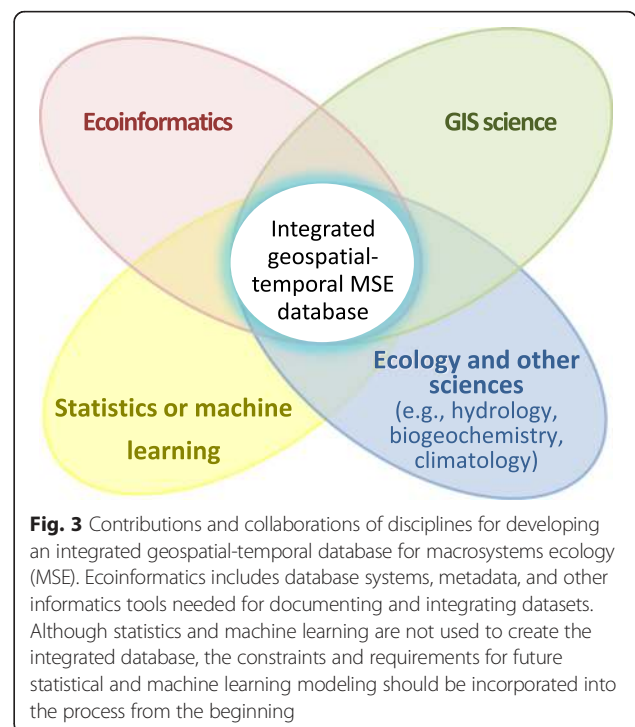 Ecoinformatics
GIS science
Integrated
geospatial-
temporal MSE
database
Statistics or machine
learning
Ecology and other
sciences
(e.g., hydrology,
biogeochemistry,
climatology)
Fig. 3 Contributions and collaborations of disciplines for developing
an integrated geospatial-temporal database for macrosystems ecology
(MSE). Ecoinformatics includes database systems, metadata, and other
informatics tools needed for documenting and integrating datasets.
Although statistics and machine learning are not used to create the
integrated database, the constraints and requirements for future
statistical and machine learning modeling should be incorporated into
the process from the beginning